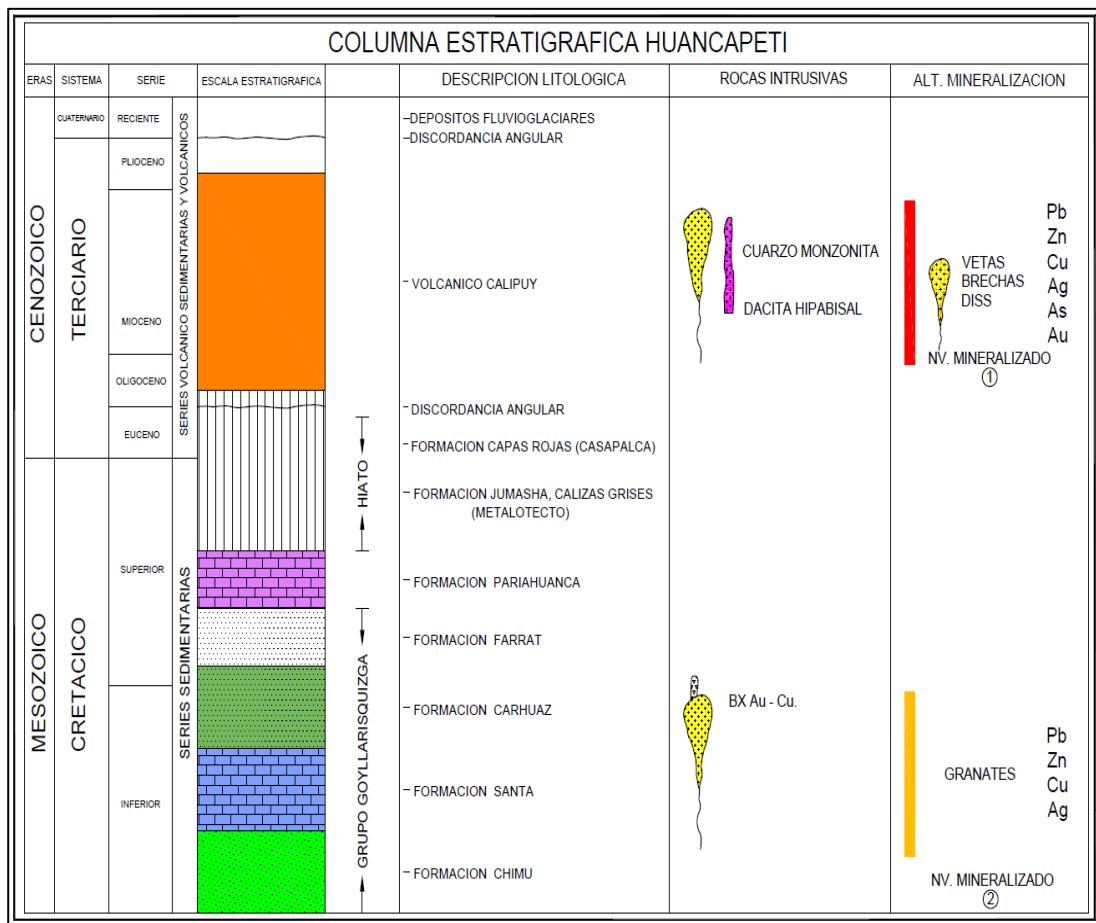 COLUMNA ESTRATIGRAFICA HUANCAPETI
ERAS
SISTEMA
SERIE
ESCALA ESTRATIGRAFICA
DESCRIPCION LITOLOGICA
ROCAS INTRUSIVAS
ALT. MINERALIZACION
CENOZOICO
MESOZOICO
CUATERNARIO
TERCIARIO
CRETACICO
RECIENTE
PLIOCENO
MIOCENO
OLIGOCENO
EUCENO
SUPERIOR
INFERIOR
SERIES VOLCANICO SEDIMENTARIAS Y VOLCANICOS
SERIES SEDIMENTARIAS
HIATO
GRUPO GOYLLARISQUIZGA
–DEPOSITOS FLUVIOGLACIARES
–DISCORDANCIA ANGULAR
– VOLCANICO CALIPUY
– DISCORDANCIA ANGULAR
– FORMACION CAPAS ROJAS (CASAPALCA)
– FORMACION JUMASHA, CALIZAS GRISES
(METALOTECTO)
– FORMACION PARIAHUANCA
– FORMACION FARRAT
– FORMACION CARHUAZ
– FORMACION SANTA
– FORMACION CHIMU
CUARZO MONZONITA
DACITA HIPABISAL
BX Au - Cu.
VETAS
BRECHAS
DISS
Pb
Zn
Cu
Ag
As
Au
NV. MINERALIZADO
①
GRANATES
Pb
Zn
Cu
Ag
NV. MINERALIZADO
②